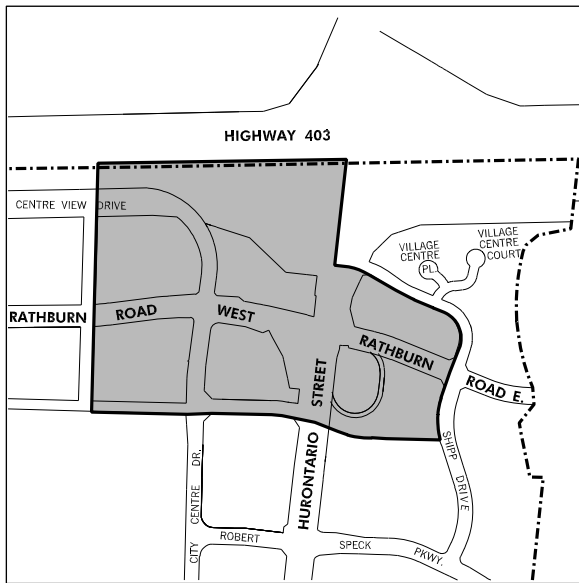 HIGHWAY 403
CENTRE VIEW DRIVE
VILLAGE
CENTRE
PL.
VILLAGE
CENTRE
COURT
RATHBURN ROAD WEST
RATHBURN
ROAD E.
HURONTARIO STREET
SHIPP DRIVE
CITY CENTRE DR.
ROBERT SPECK PKWY.